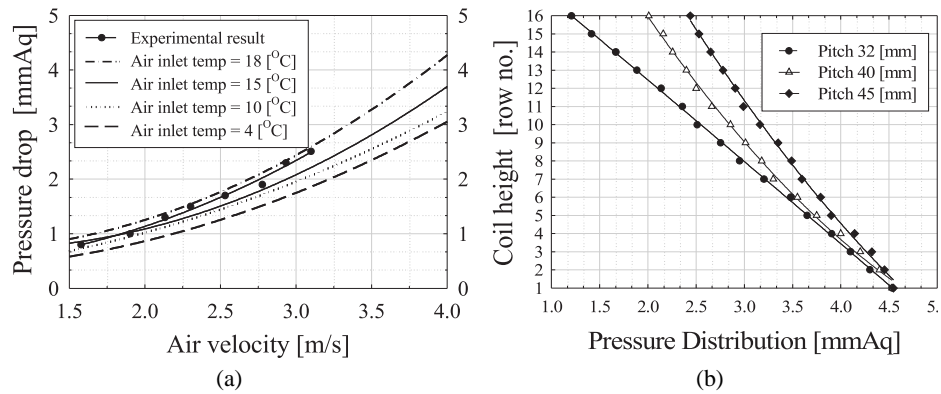 Pressure drop [mmAq]
5
4
3
2
1
0
Experimental result
Air inlet temp = 18 [°C]
Air inlet temp = 15 [°C]
Air inlet temp = 10 [°C]
Air inlet temp = 4 [°C]
5
4
3
2
1
0
1.5 2.0 2.5 3.0 3.5 4.0
Air velocity [m/s]
(a)
Coil height [row no.]
16
15
14
13
12
11
10
9
8
7
6
5
4
3
2
1
Pitch 32 [mm]
Pitch 40 [mm]
Pitch 45 [mm]
1.0 1.5 2.0 2.5 3.0 3.5 4.0 4.5 5.
Pressure Distribution [mmAq]
(b)